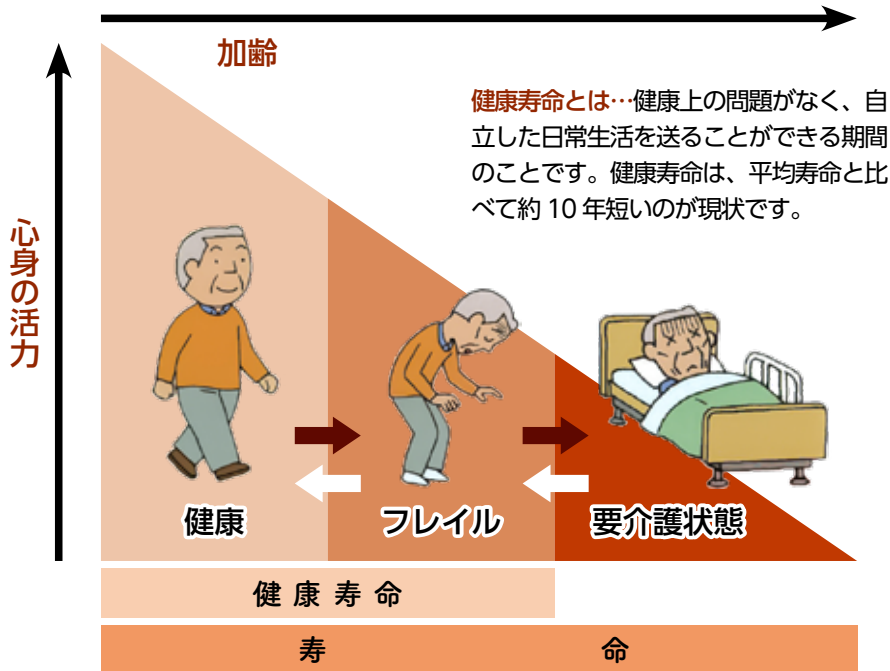 加齢
健康寿命とは…健康上の問題がなく、自
立した日常生活を送ることができる期間
のことです。健康寿命は、平均寿命と比
べて約 10 年短いのが現状です。
心身の活力
健康
フレイル
要介護状態
健康寿命
寿命